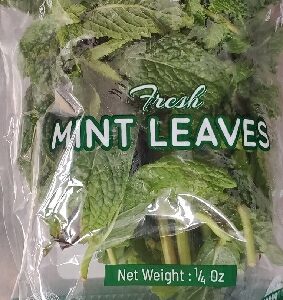 Fresh
MINT LEAVES
Net Weight : 1/4 Oz